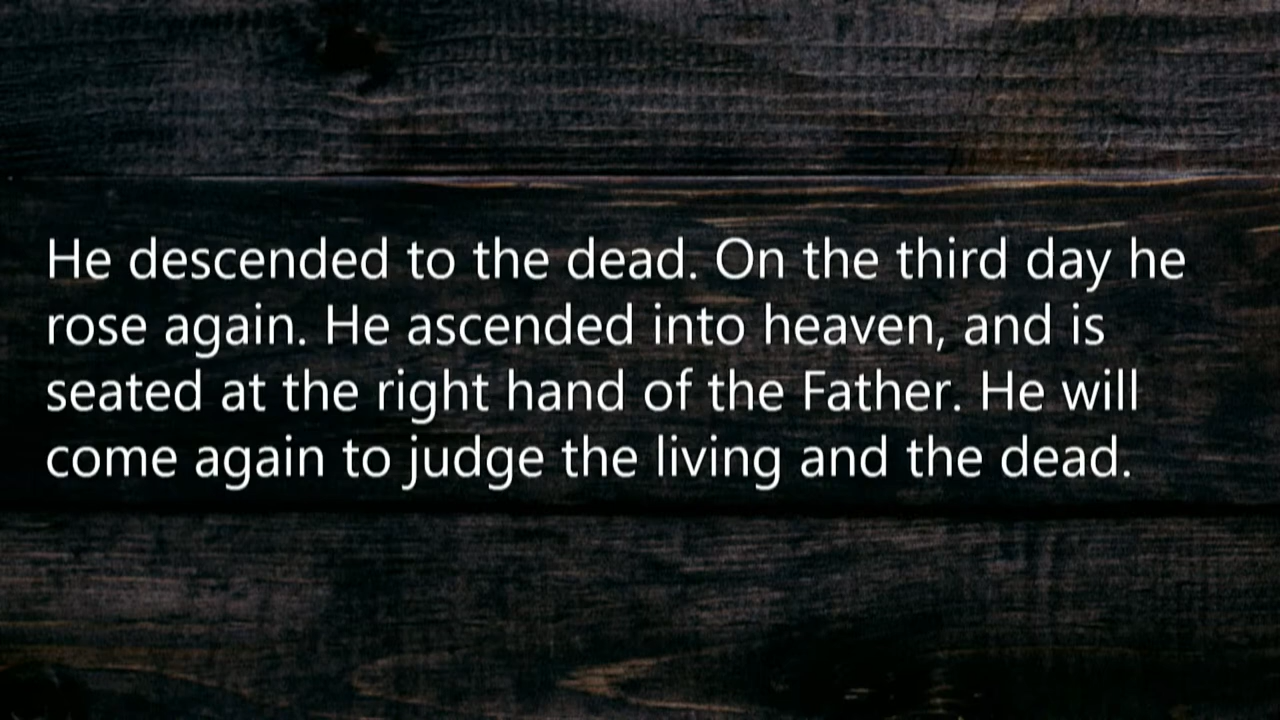 He descended to the dead. On the third day he
rose again. He ascended into heaven, and is
seated at the right hand of the Father. He will
come again to judge the living and the dead.